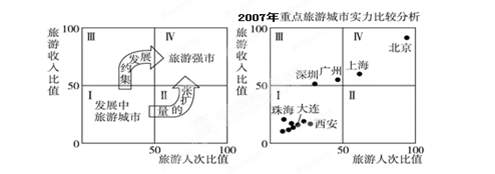 2007年重点旅游城市实力比较分析
旅游收入比值
100
50
0
Ⅲ
Ⅳ
集约
发展
旅游强市
Ⅰ
发展中
旅游城市
Ⅱ
量的
扩张
50
100
旅游人次比值
旅游收入比值
100
50
0
Ⅲ
Ⅳ
北京
上海
广州
深圳
Ⅰ
Ⅱ
珠海
大连
西安
50
100
旅游人次比值